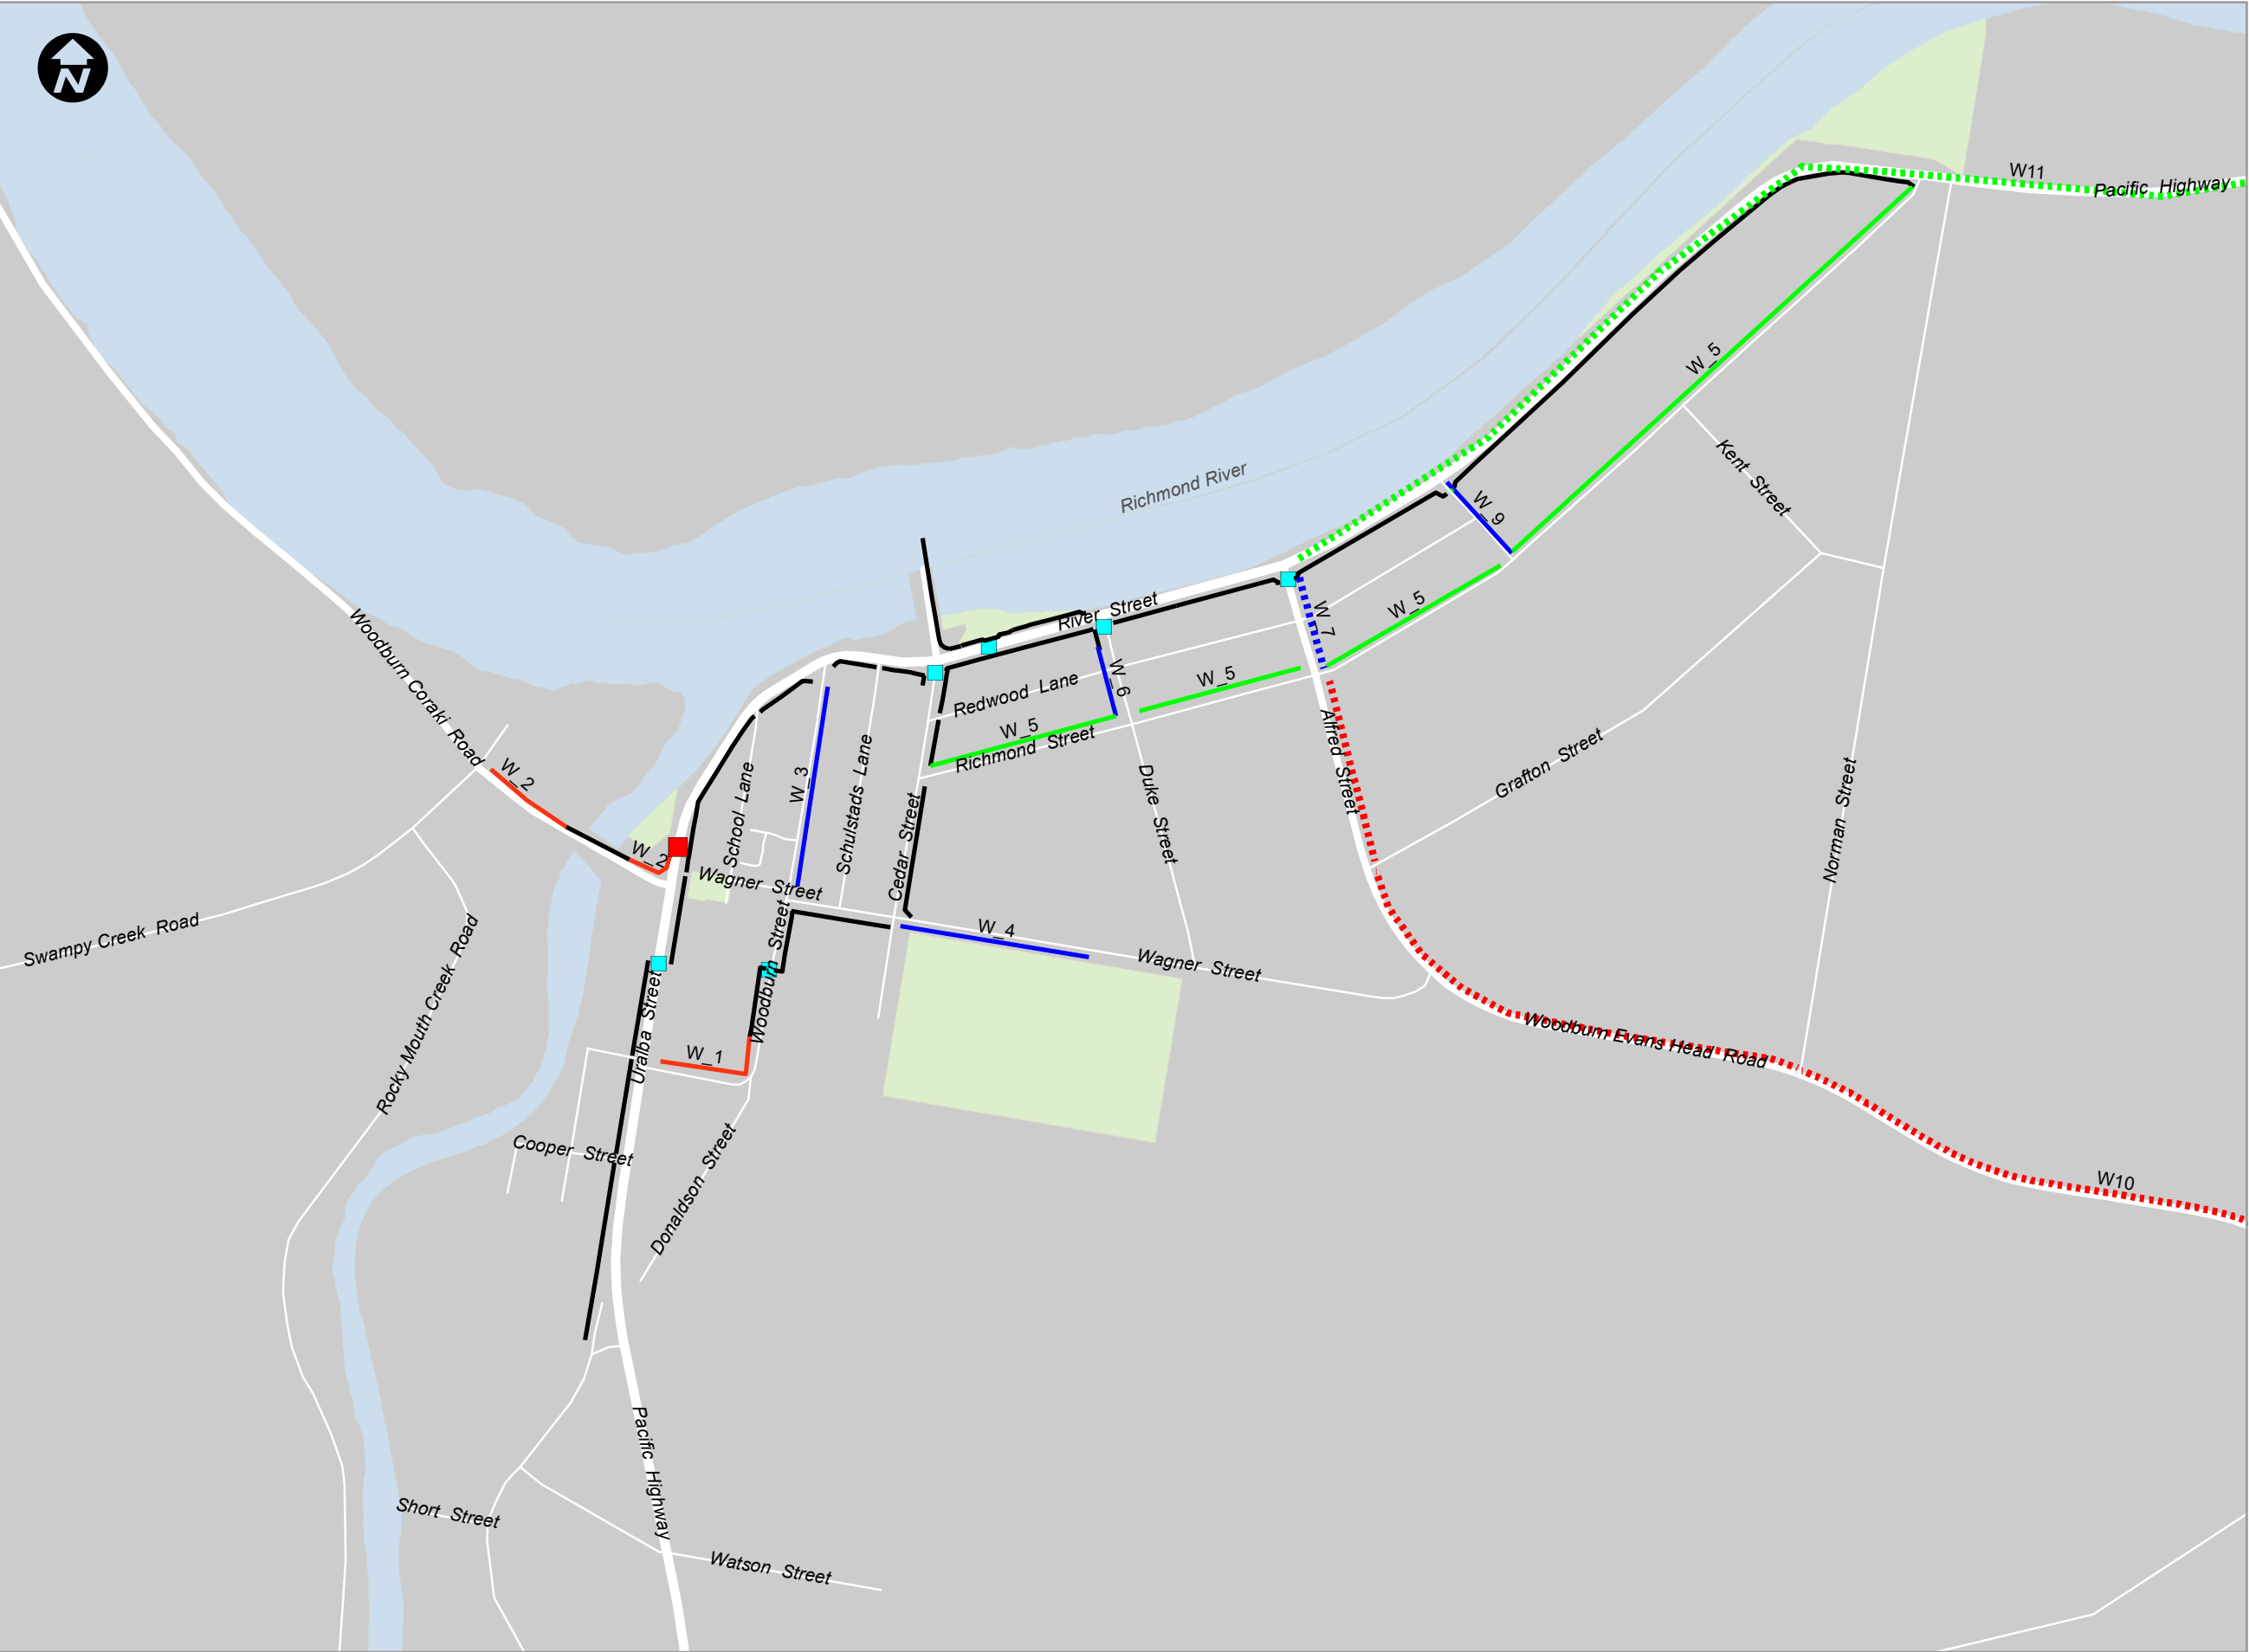 N
W11
Pacific Highway
W_5
Kent Street
Richmond River
W_9
River Street
W_7
W_5
Woodburn Coraki Road
W_6
Redwood Lane
W_5
W_5
Richmond Street
Alfred Street
W_2
W_3
Schulstads Lane
School Lane
Duke Street
Grafton Street
Norman Street
Cedar Street
W_2
Wagner Street
Swampy Creek Road
W_4
Wagner Street
Rocky Mouth Creek Road
Woodburn Street
Uralba Street
W_1
Woodburn Evans Head Road
Cooper Street
Donaldson Street
W10
Pacific Highway
Short Street
Watson Street